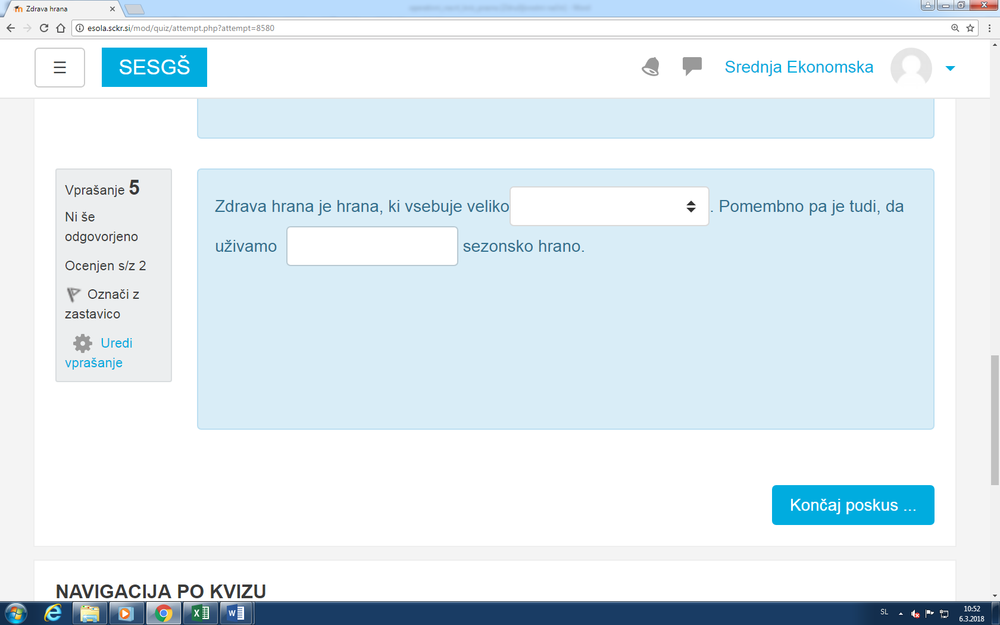 Zdrava hrana
esola.sckr.si/mod/quiz/attempt.php?attempt=8580
SESGŠ
Srednja Ekonomska
Vprašanje 5
Ni še
odgovorjeno
Ocenjen s/z 2
Označi z
zastavico
Uredi
vprašanje
Zdrava hrana je hrana, ki vsebuje veliko . Pomembno pa je tudi, da
uživamo sezonsko hrano.
Končaj poskus ...
NAVIGACIJA PO KVIZU
SL
10:52
6.3.2018